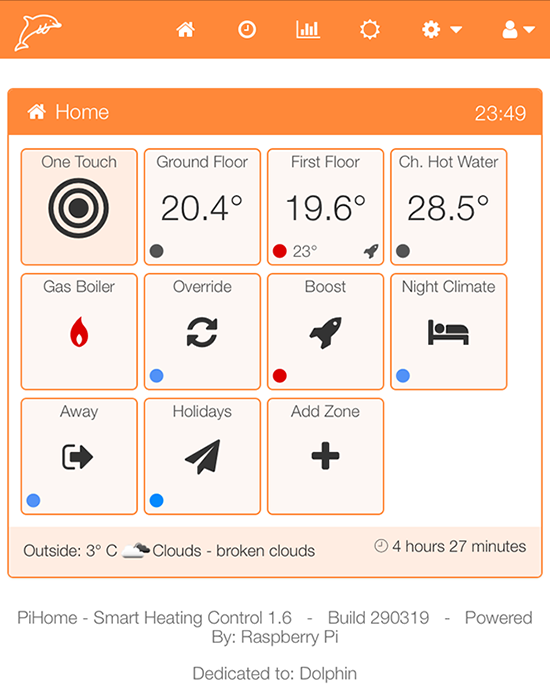 Home
23:49
One Touch
Ground Floor
First Floor
Ch. Hot Water
20.4°
19.6°
28.5°
23°
Gas Boiler
Override
Boost
Night Climate
Away
Holidays
Add Zone
Outside: 3° C
Clouds - broken clouds
4 hours 27 minutes
PiHome - Smart Heating Control 1.6 - Build 290319 - Powered
By: Raspberry Pi
Dedicated to: Dolphin